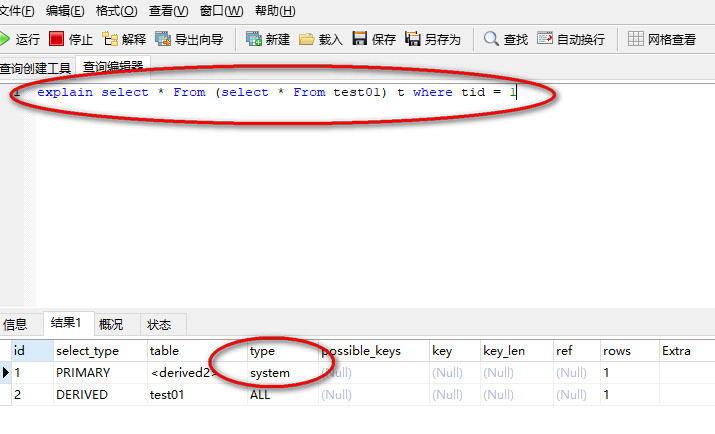 文件(F) 编辑(E) 格式(O) 查看(V) 窗口(W) 帮助(H)
运行 停止 解释 导出向导 新建 载入 保存 另存为 查找 自动换行 网格查看
查询创建工具 查询编辑器
1 explain select * From (select * From test01) t where tid = 1
信息 结果1 概况 状态
id select_type table type possible_keys key key_len ref rows Extra
1 PRIMARY <derived2> system (Null) (Null) (Null) (Null) 1
2 DERIVED test01 ALL (Null) (Null) (Null) (Null) 1